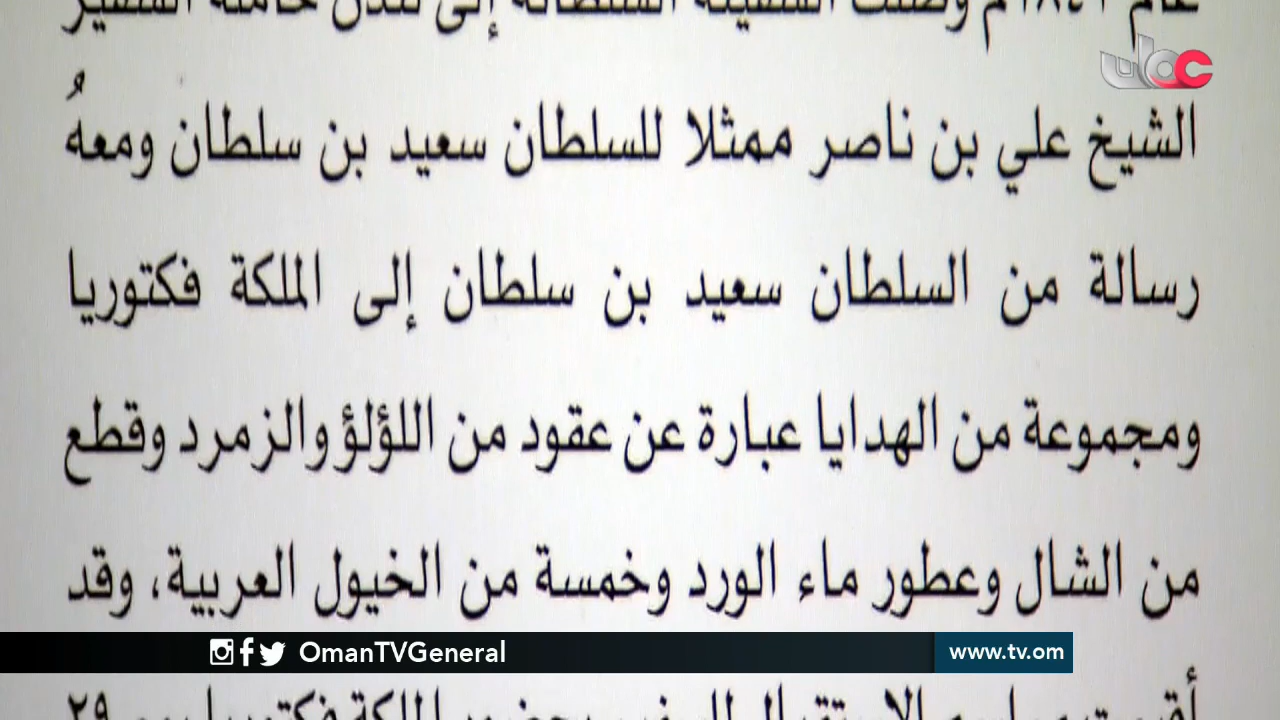 عمان
الشيخ علي بن ناصر ممثلا للسلطان سعيد بن سلطان ومعهُ
رسالة من السلطان سعيد بن سلطان إلى الملكة فكتوريا
ومجموعة من الهدايا عبارة عن عقود من اللؤلؤ والزمرد وقطع
من الشال وعطور ماء الورد وخمسة من الخيول العربية، وقد
OmanTVGeneral
www.tv.om